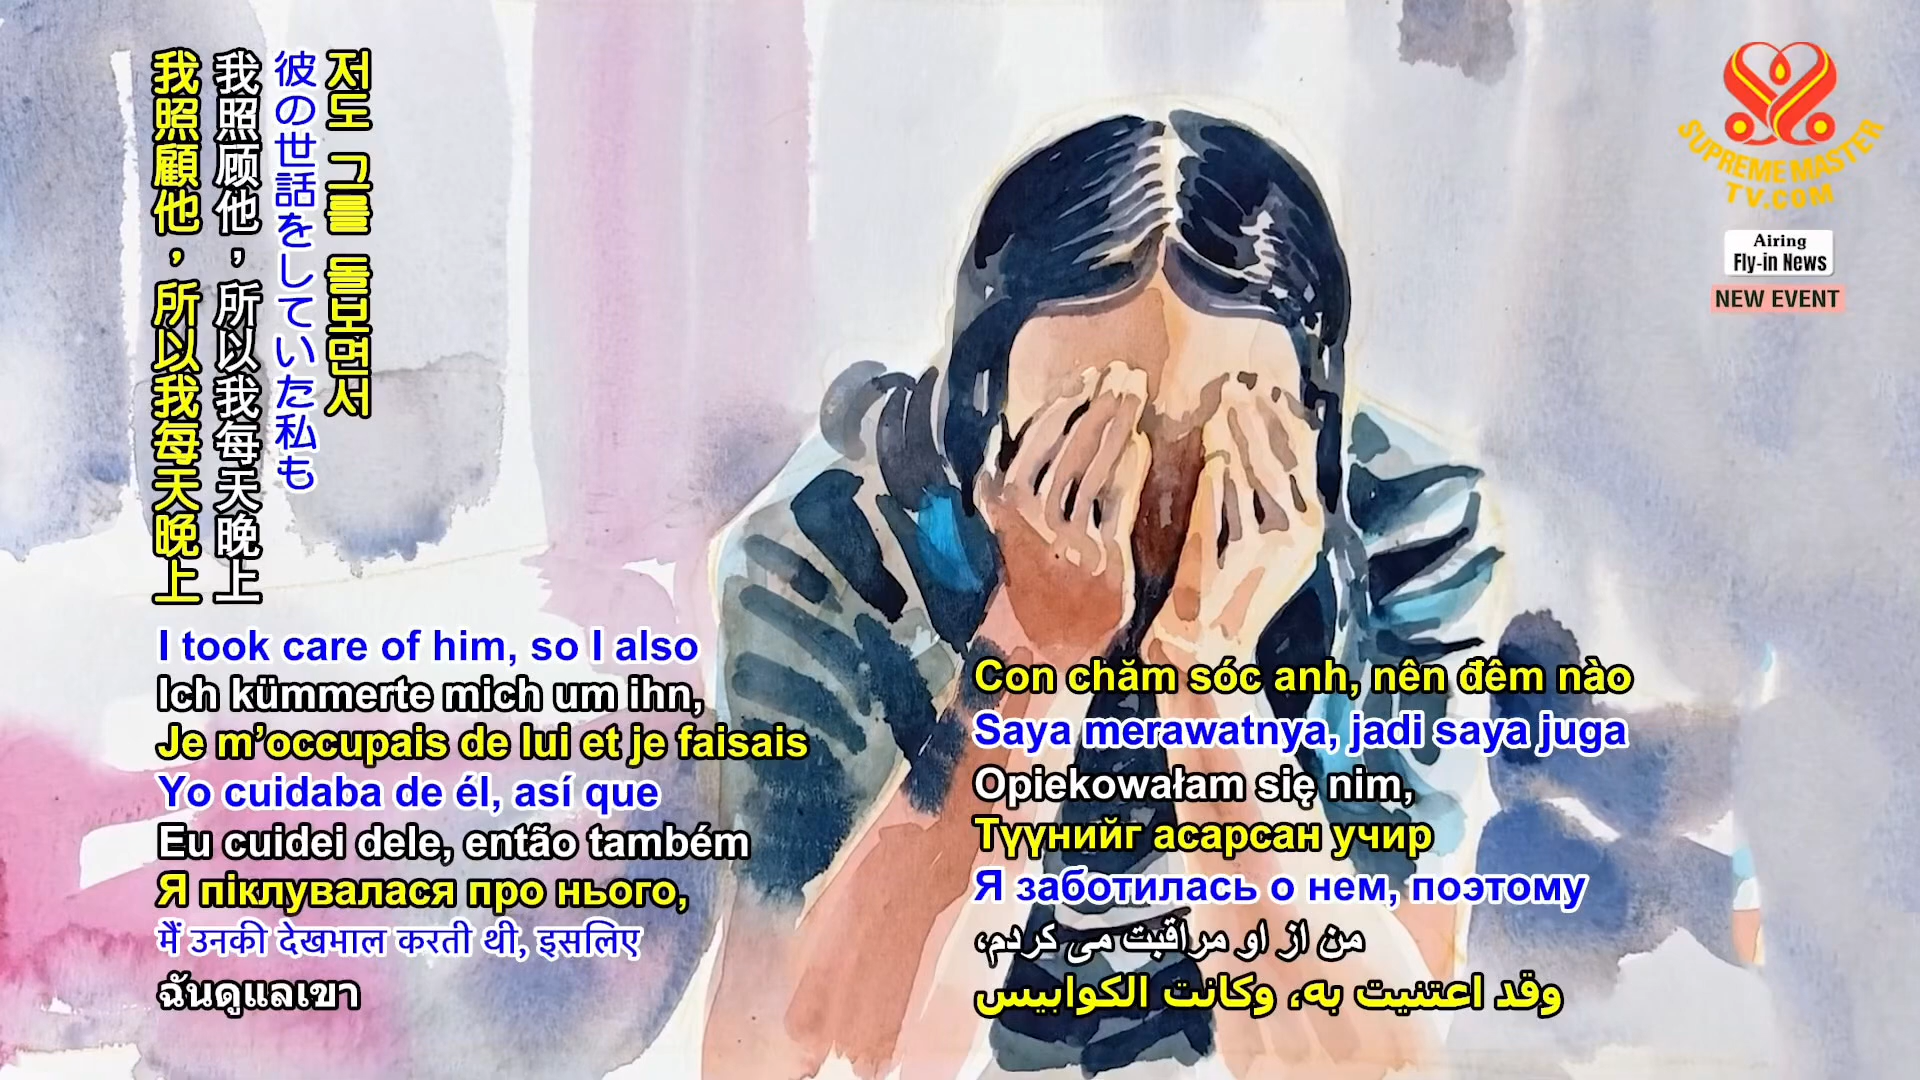 저도 그를 돌보면서
彼の世話をしていた私も
我照顾他，所以我每天晚上
我照顧他，所以我每天晚上
I took care of him, so I also
Ich kümmerte mich um ihn,
Je m’occupais de lui et je faisais
Yo cuidaba de él, así que
Eu cuidei dele, então também
Я піклувалася про нього,
मैं उनकी देखभाल करती थी, इसलिए
ฉันดูแลเขา
Con chăm sóc anh, nên đêm nào
Saya merawatnya, jadi saya juga
Opiekowałam się nim,
Түүнийг асарсан учир
Я заботилась о нем, поэтому
من از او مراقبت می کردم،
وقد اعتنيت به، وكانت الكوابيس
SUPREME MASTER
TV.COM
Airing
Fly-in News
NEW EVENT